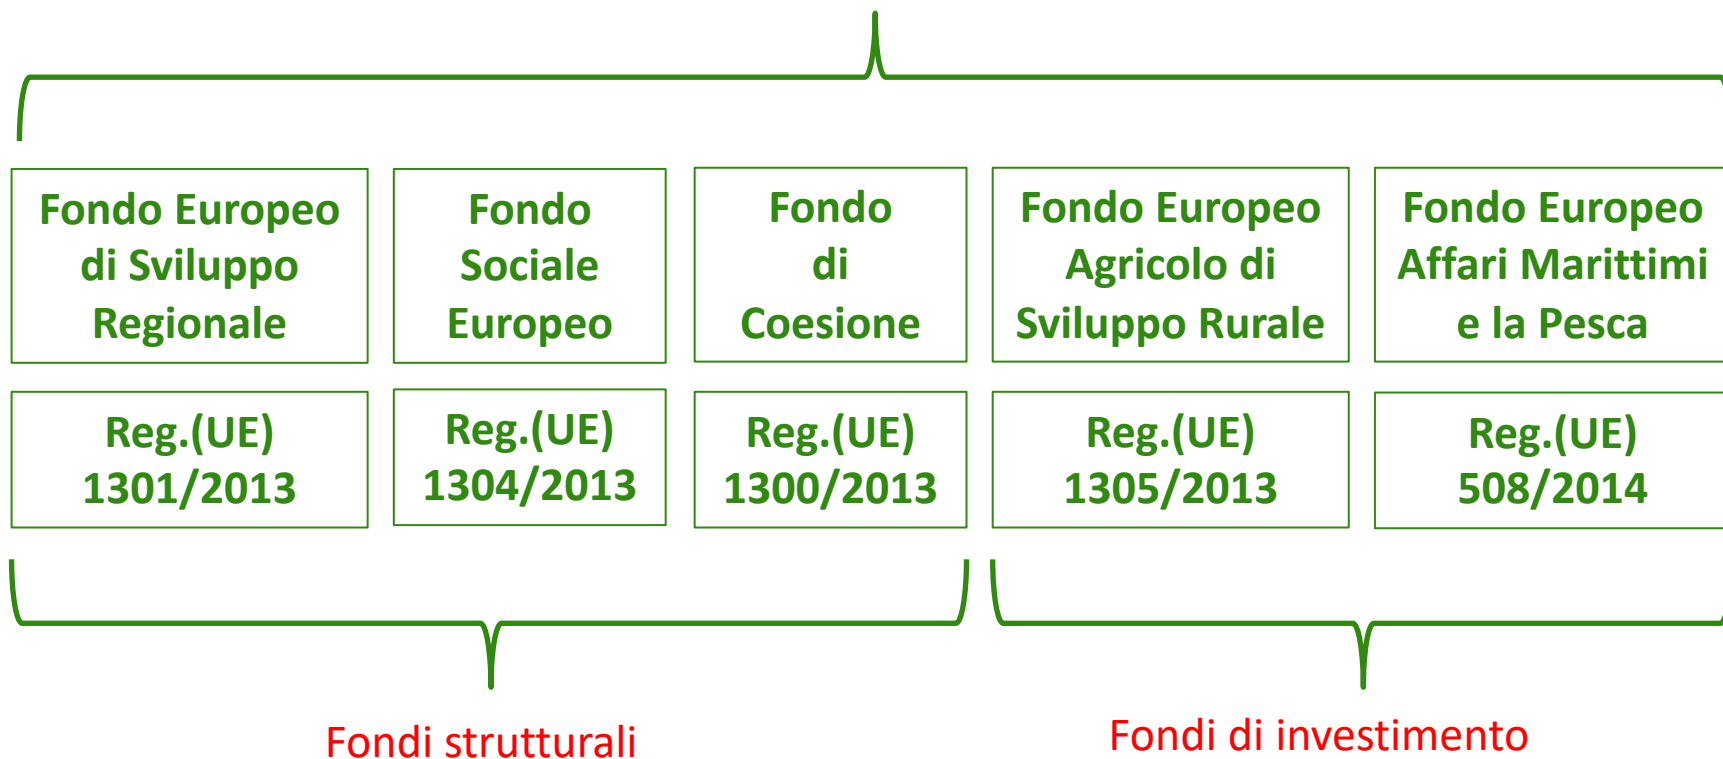 Fondo Europeo
di Sviluppo
Regionale
Fondo
Sociale
Europeo
Fondo
di
Coesione
Fondo Europeo
Agricolo di
Sviluppo Rurale
Fondo Europeo
Affari Marittimi
e la Pesca
Reg.(UE)
1301/2013
Reg.(UE)
1304/2013
Reg.(UE)
1300/2013
Reg.(UE)
1305/2013
Reg.(UE)
508/2014
Fondi strutturali
Fondi di investimento